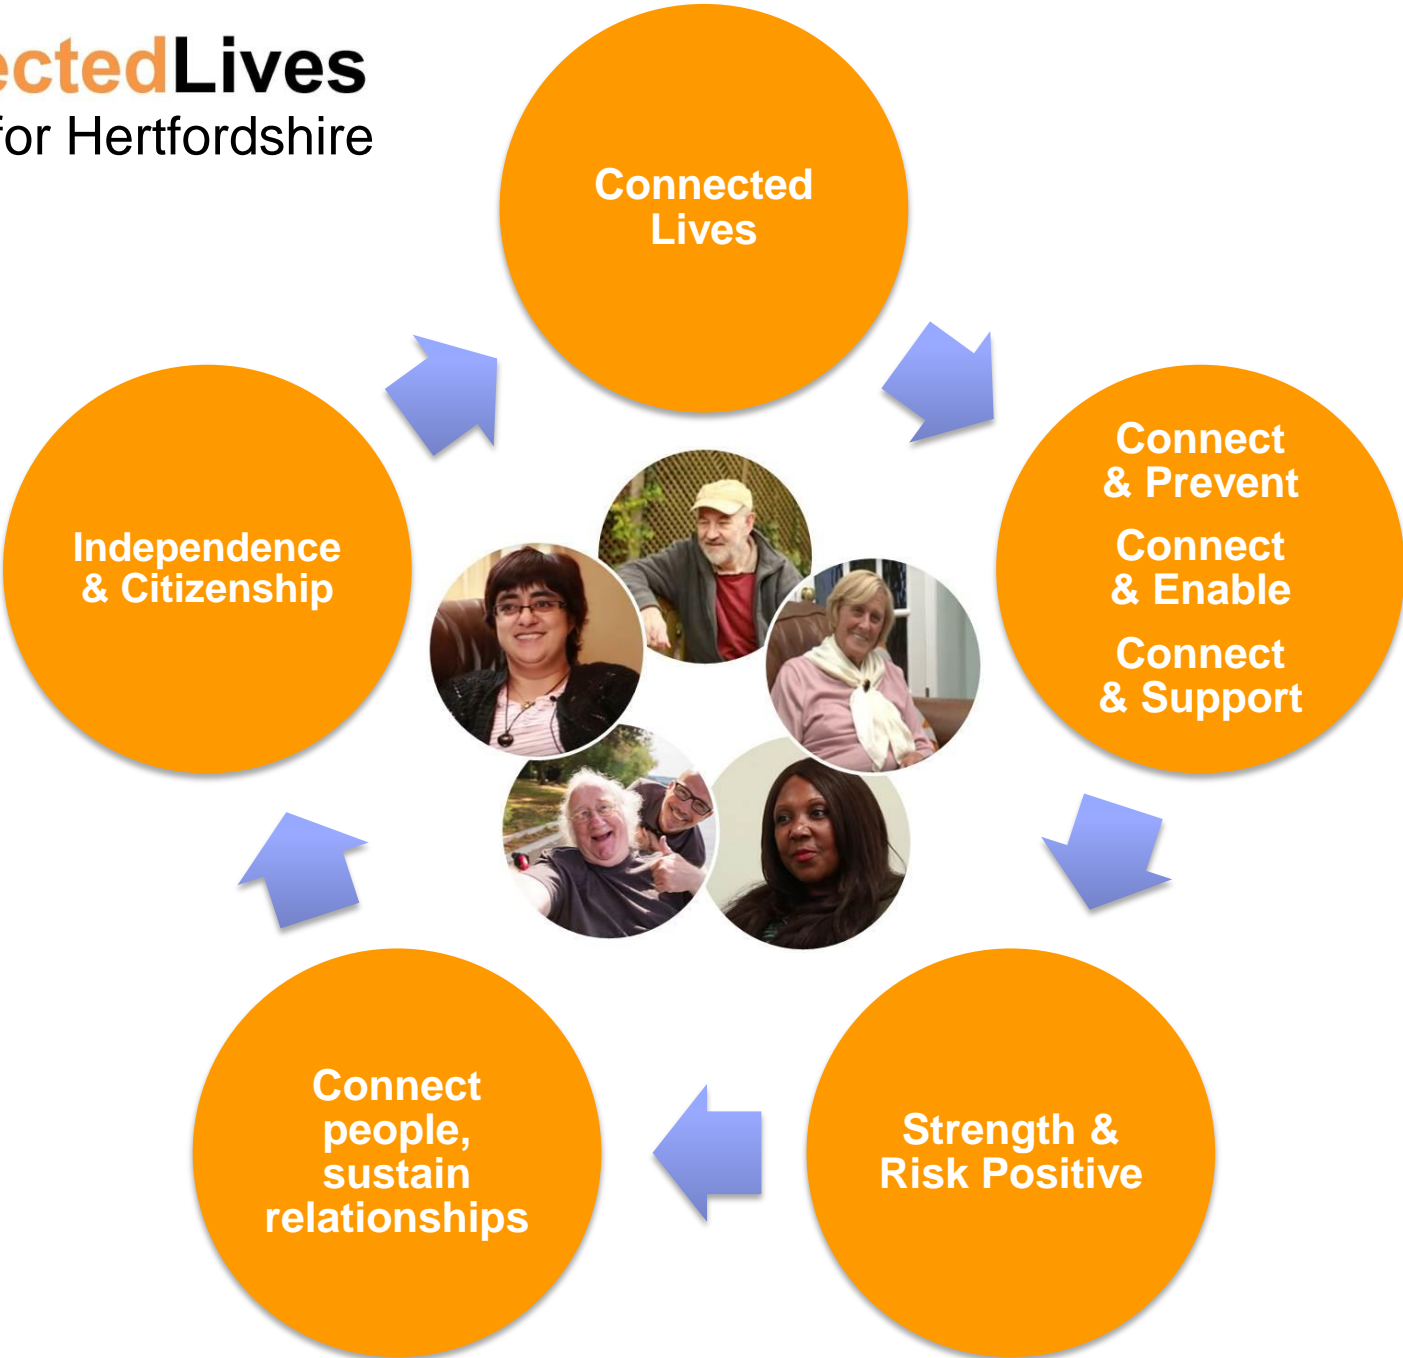 ectedLives
for Hertfordshire
Connected
Lives
Connect
& Prevent
Connect
& Enable
Connect
& Support
Strength &
Risk Positive
Connect
people,
sustain
relationships
Independence
& Citizenship